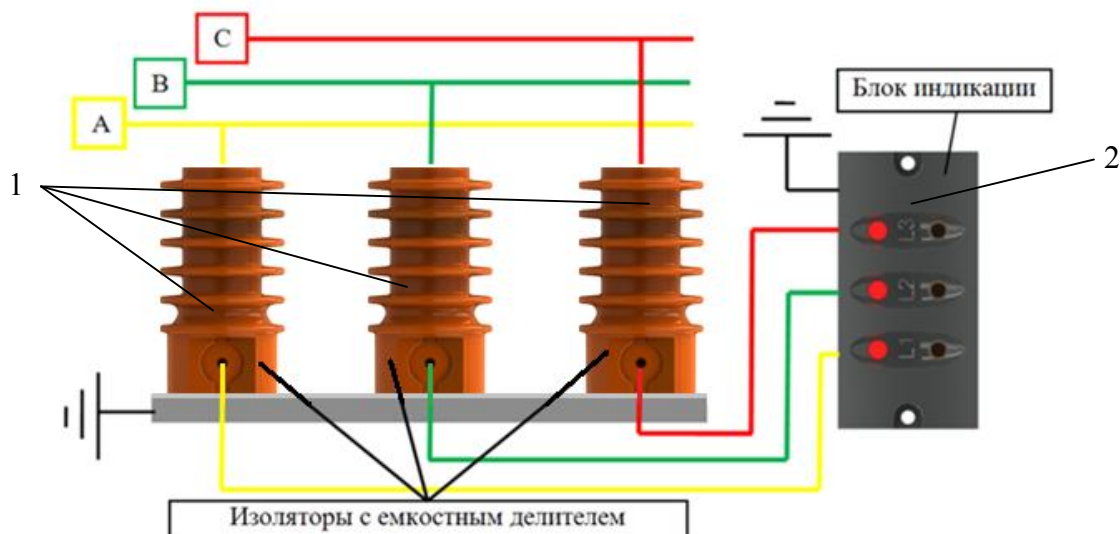 C
B
A
Блок индикации
1
2
L3
L2
L1
Изоляторы с емкостным делителем